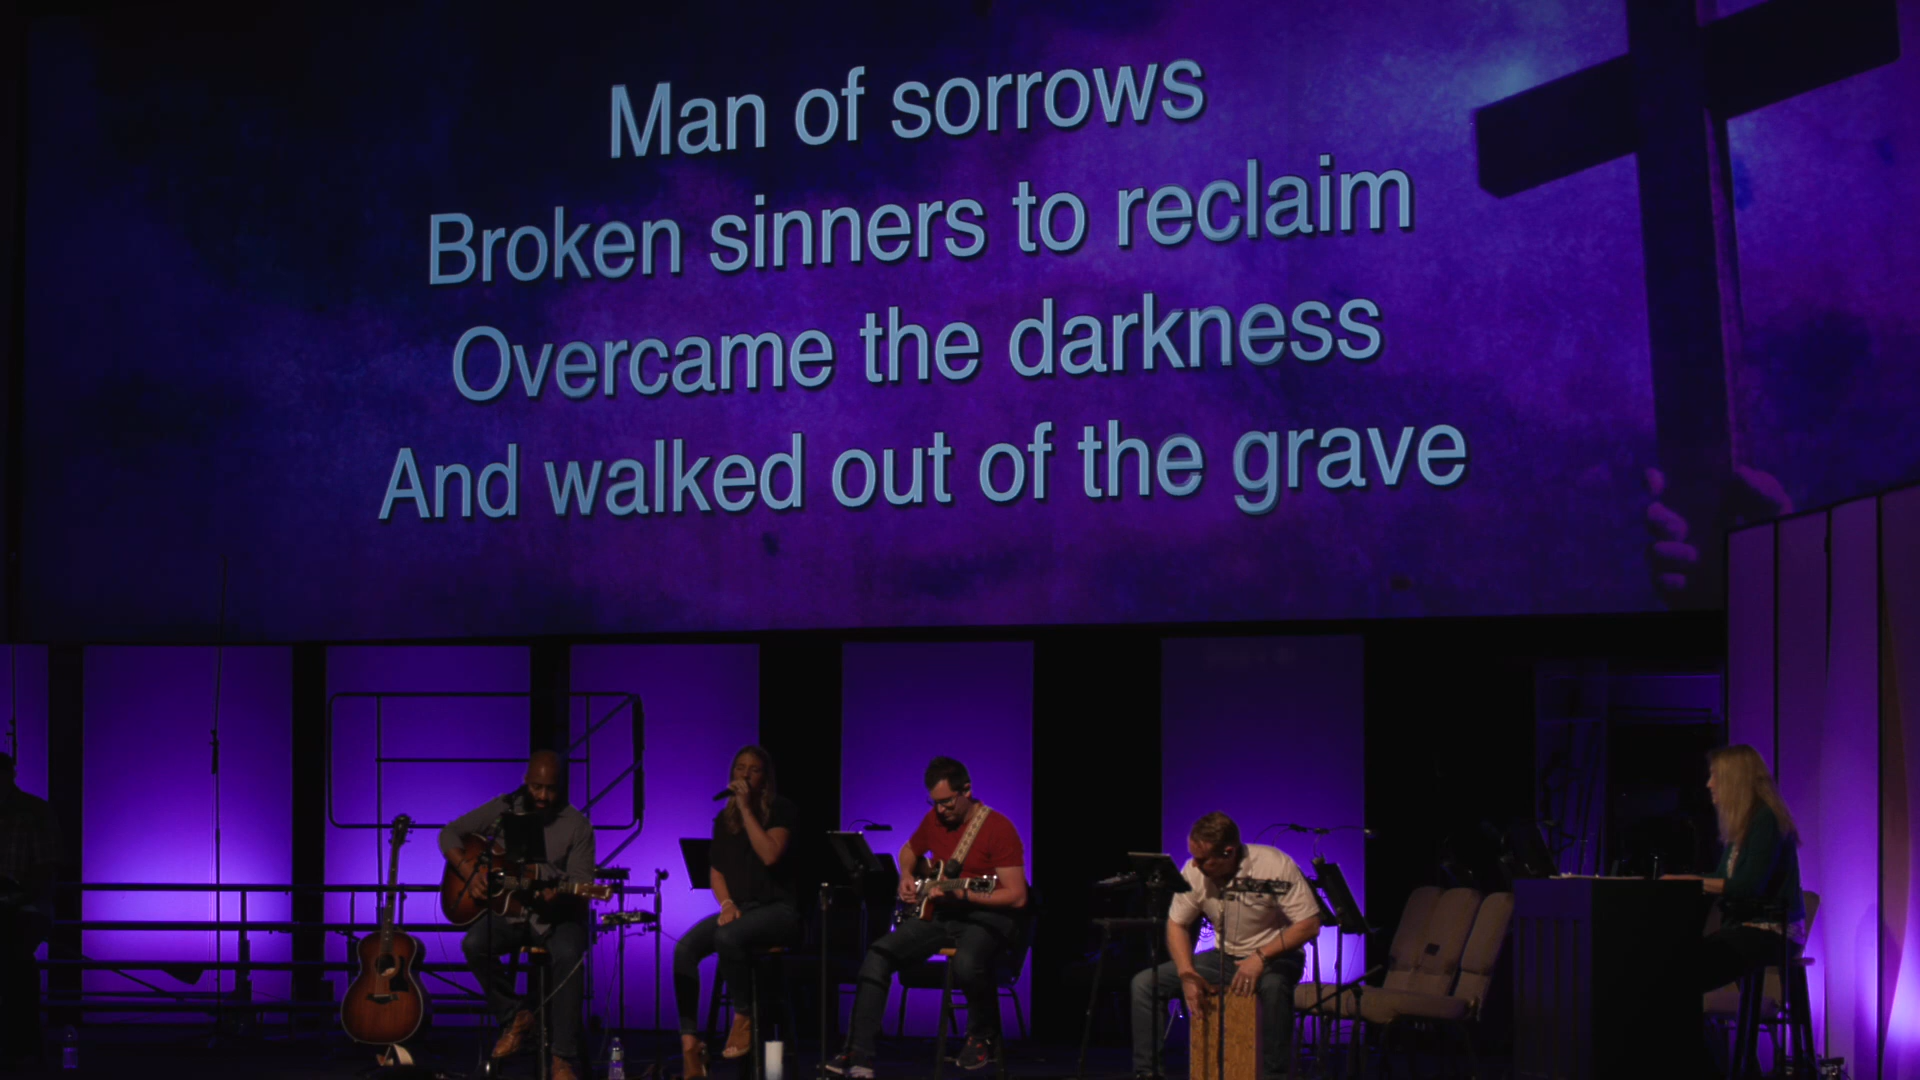 Man of sorrows
Broken sinners to reclaim
Overcame the darkness
And walked out of the grave